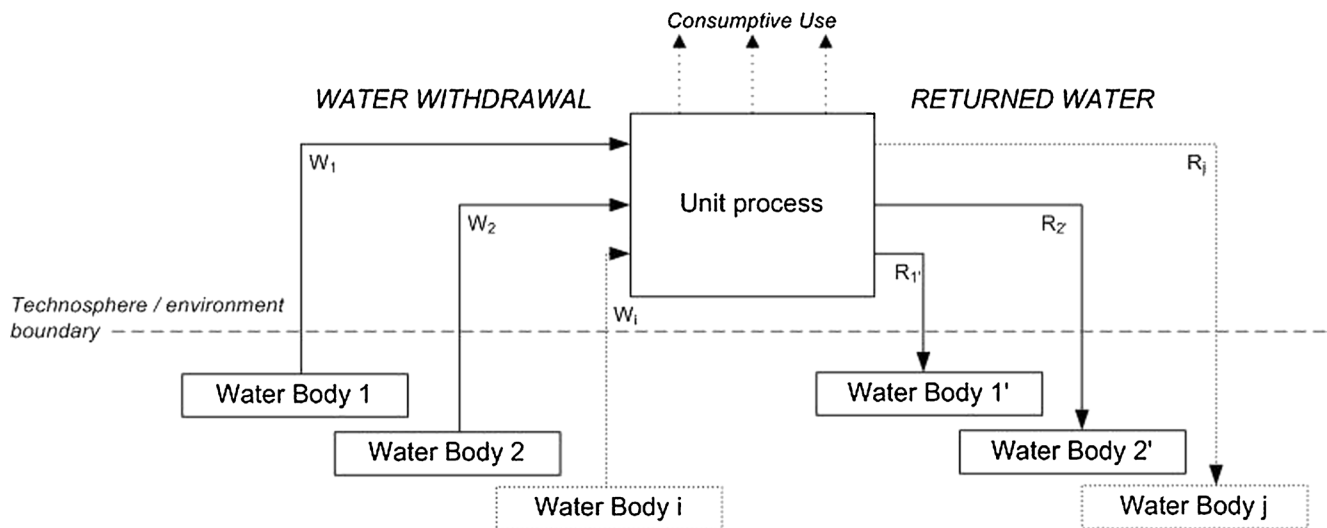 Consumptive Use
WATER WITHDRAWAL
RETURNED WATER
W₁
Rⱼ
Unit process
W₂
R₂'
R₁'
Technosphere / environment
boundary
Wᵢ
Water Body 1
Water Body 1'
Water Body 2
Water Body 2'
Water Body i
Water Body j